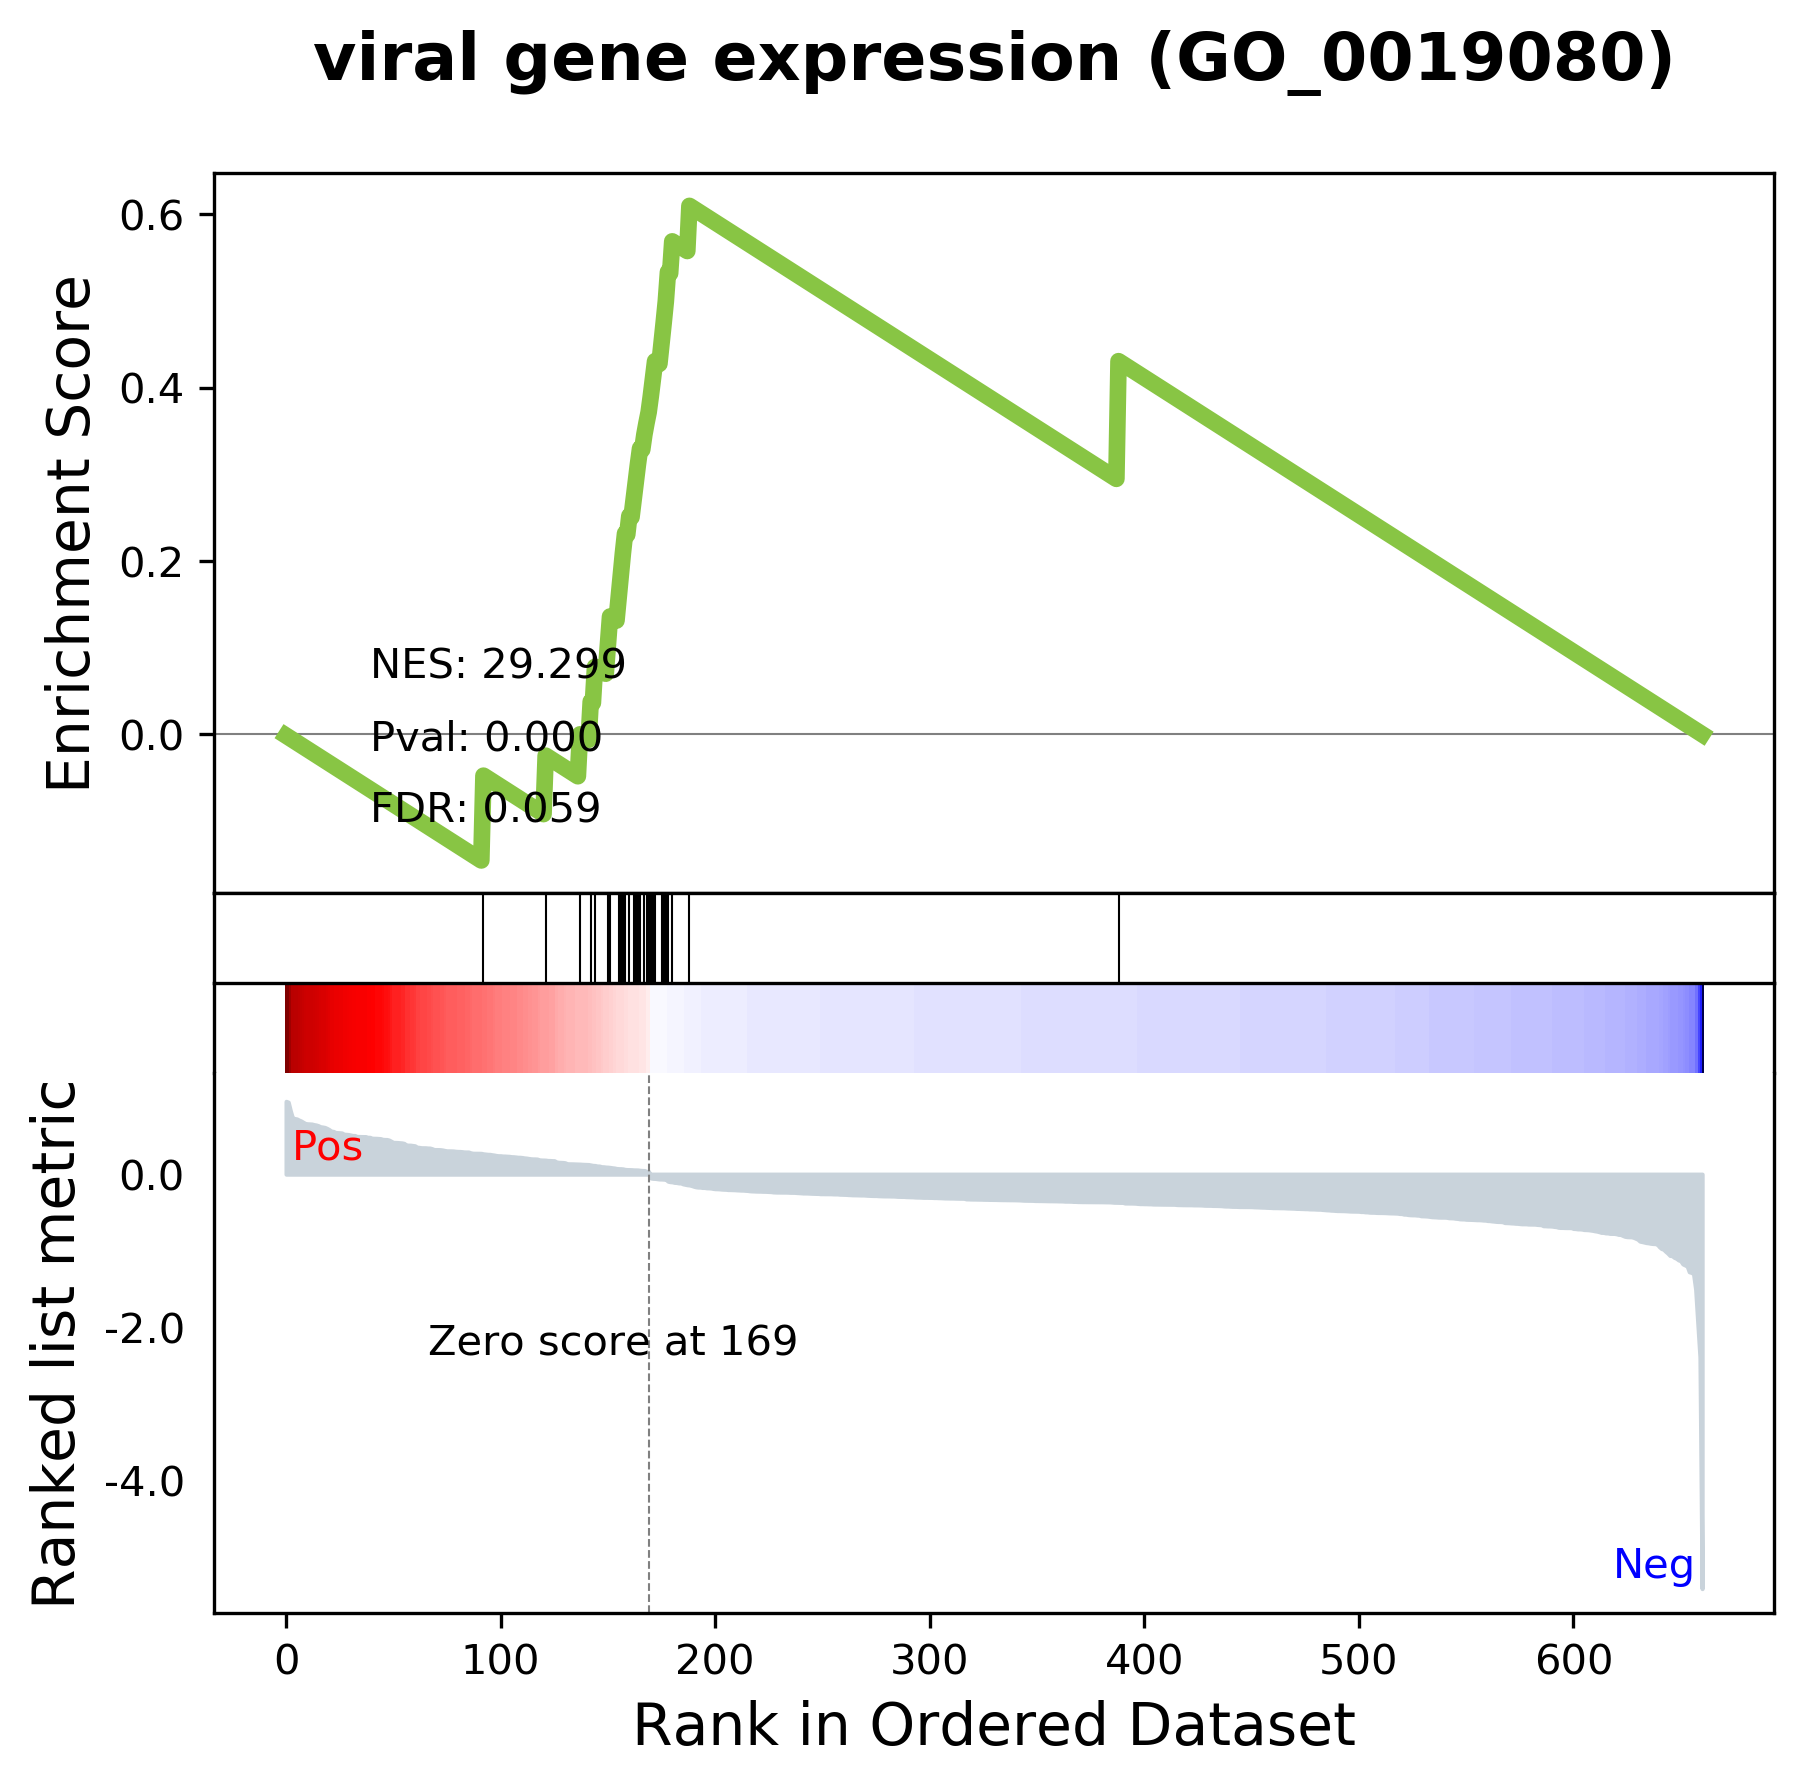 viral gene expression (GO_0019080)
Enrichment Score
0.6
0.4
0.2
0.0
NES: 29.299
Pval: 0.000
FDR: 0.059
Ranked list metric
0.0
-2.0
-4.0
Pos
Zero score at 169
Neg
0 100 200 300 400 500 600
Rank in Ordered Dataset